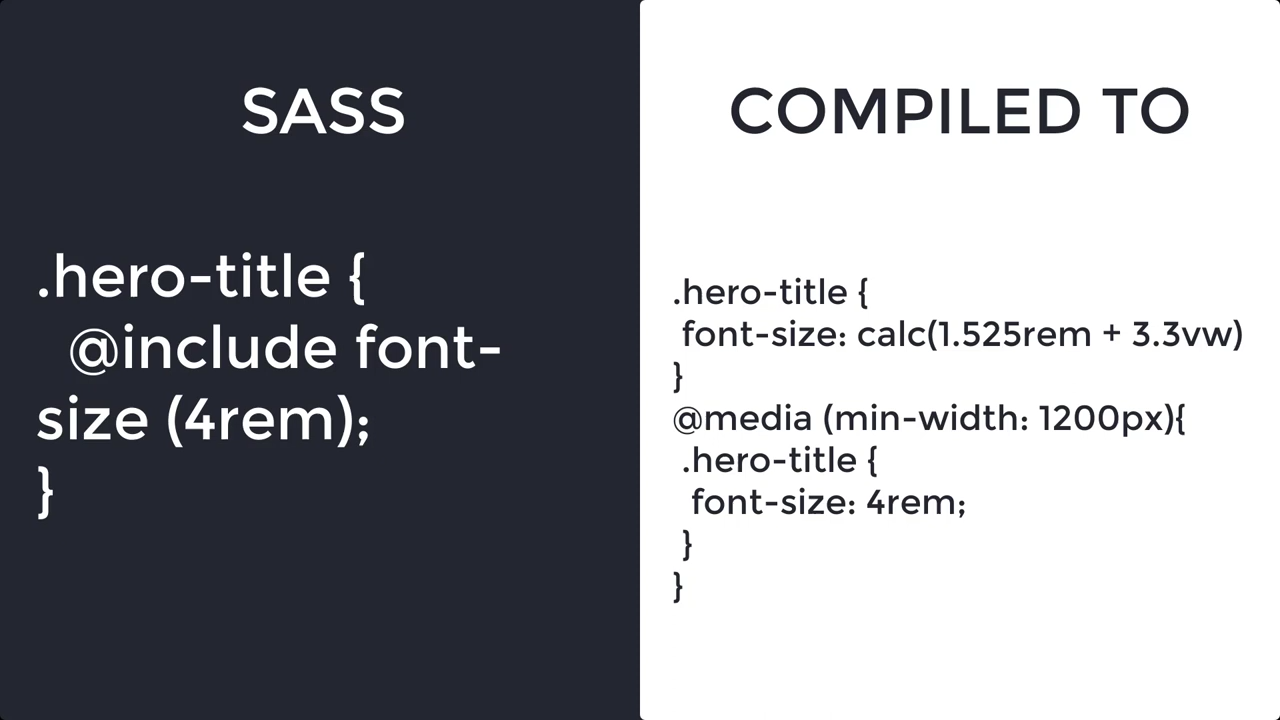 SASS
.hero-title {
@include font-
size (4rem);
}
COMPILED TO
.hero-title {
font-size: calc(1.525rem + 3.3vw)
}
@media (min-width: 1200px){
.hero-title {
font-size: 4rem;
}
}